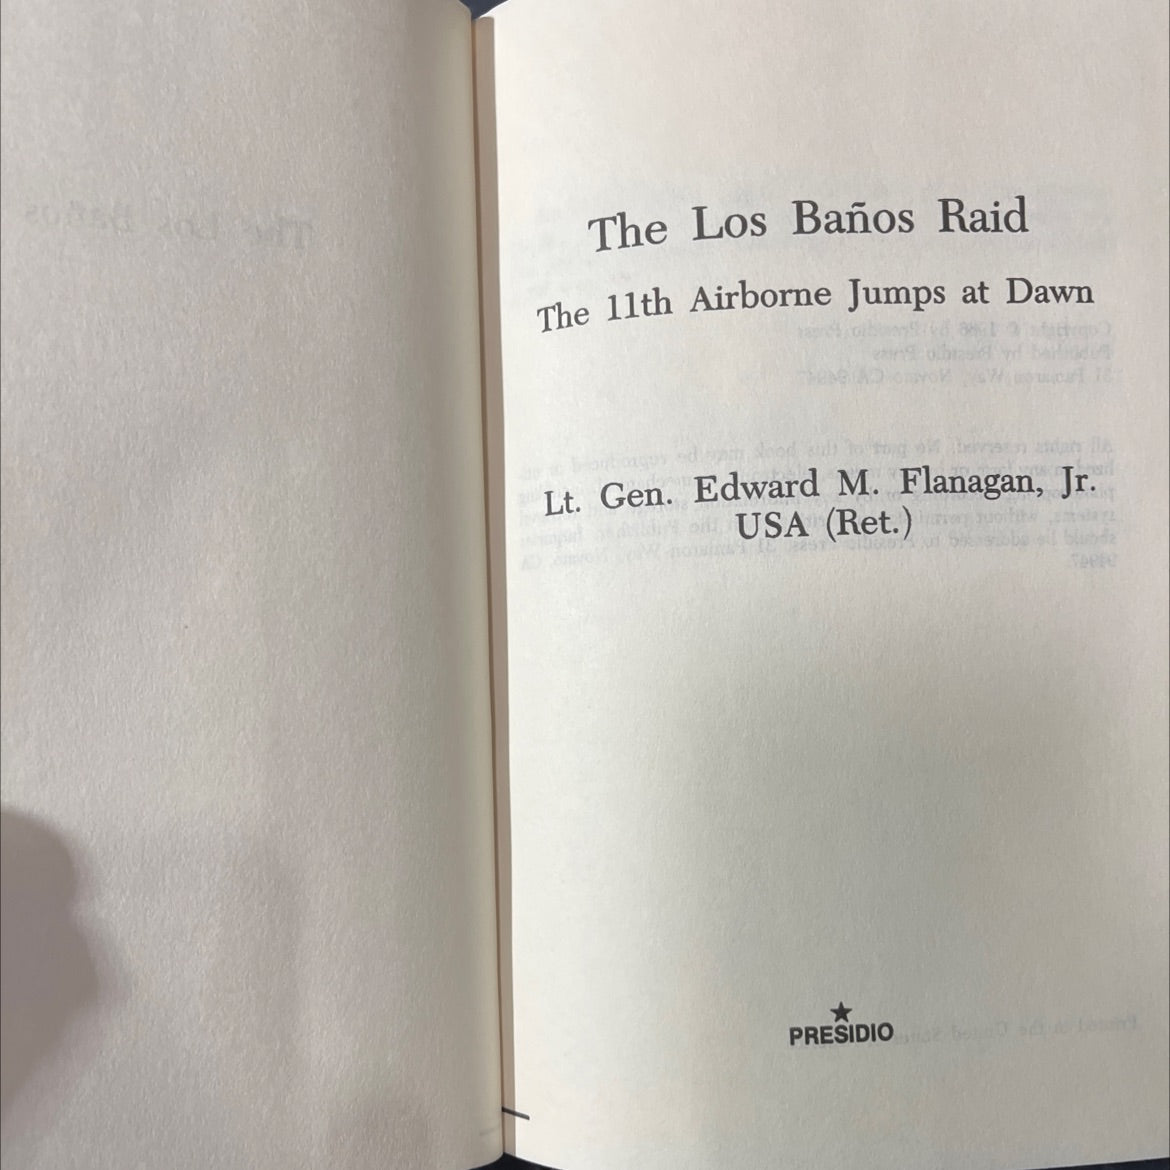 The Los Baños Raid
The 11th Airborne Jumps at Dawn
Lt. Gen. Edward M. Flanagan, Jr.
USA (Ret.)
PRESIDIO